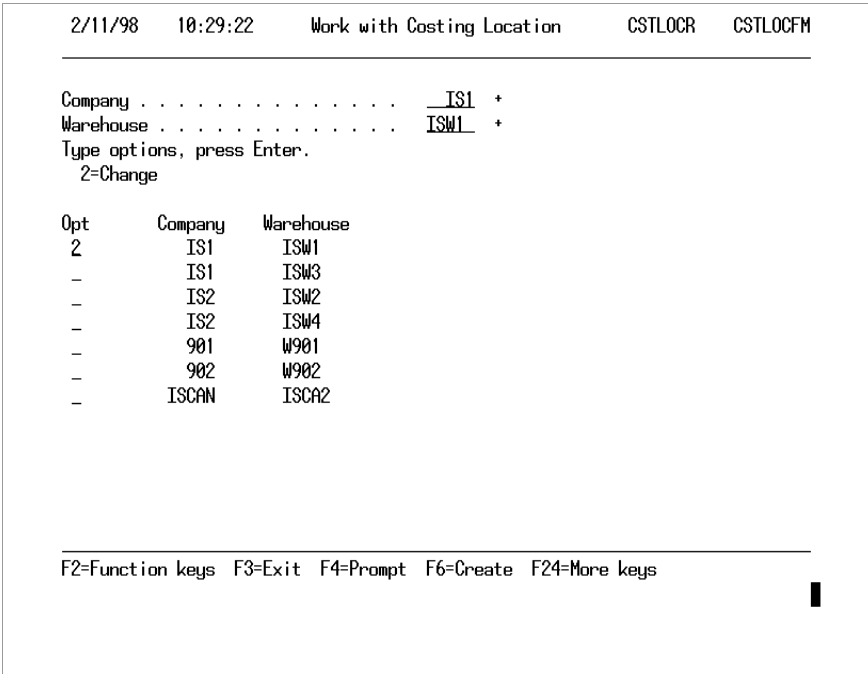 2/11/98 10:29:22 Work with Costing Location CSTLOCR CSTLOCFM
Company . . . . . . . . . . . . . . IS1 +
Warehouse . . . . . . . . . . . . . ISW1 +
Type options, press Enter.
2=Change
Opt Company Warehouse
2 IS1 ISW1
_ IS1 ISW3
_ IS2 ISW2
_ IS2 ISW4
_ 901 W901
_ 902 W902
_ ISCAN ISCA2
F2=Function keys F3=Exit F4=Prompt F6=Create F24=More keys